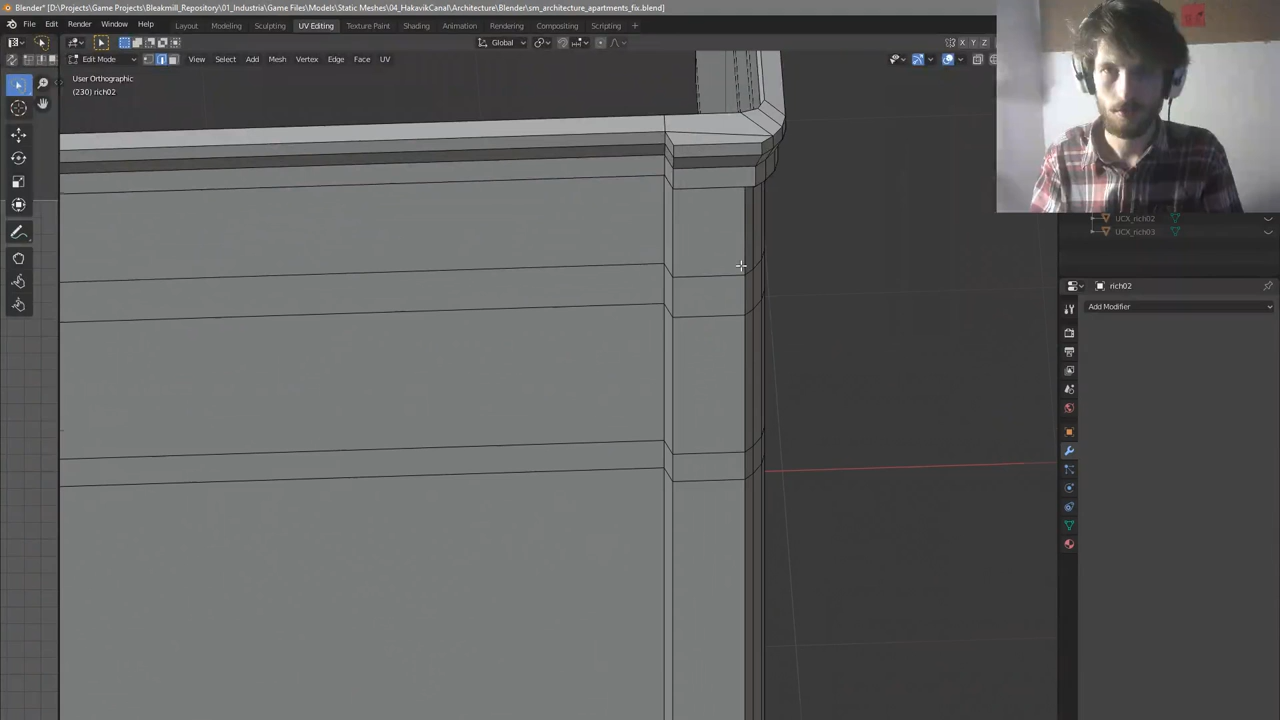 Blender* [D:\Projects\Game Projects\Bleakmill_Repository\01_Industria\Game Files\Models\Static Meshes\04_HakavikCanal\Architecture\Blender\sm_architecture_apartments_fix.blend]
File Edit Render Window Help Layout Modeling Sculpting UV Editing Texture Paint Shading Animation Rendering Compositing Scripting +
Global X Y Z
Edit Mode View Select Add Mesh Vertex Edge Face UV
User Orthographic
(230) rich02
UCX_rich02
UCX_rich03
rich02
Add Modifier